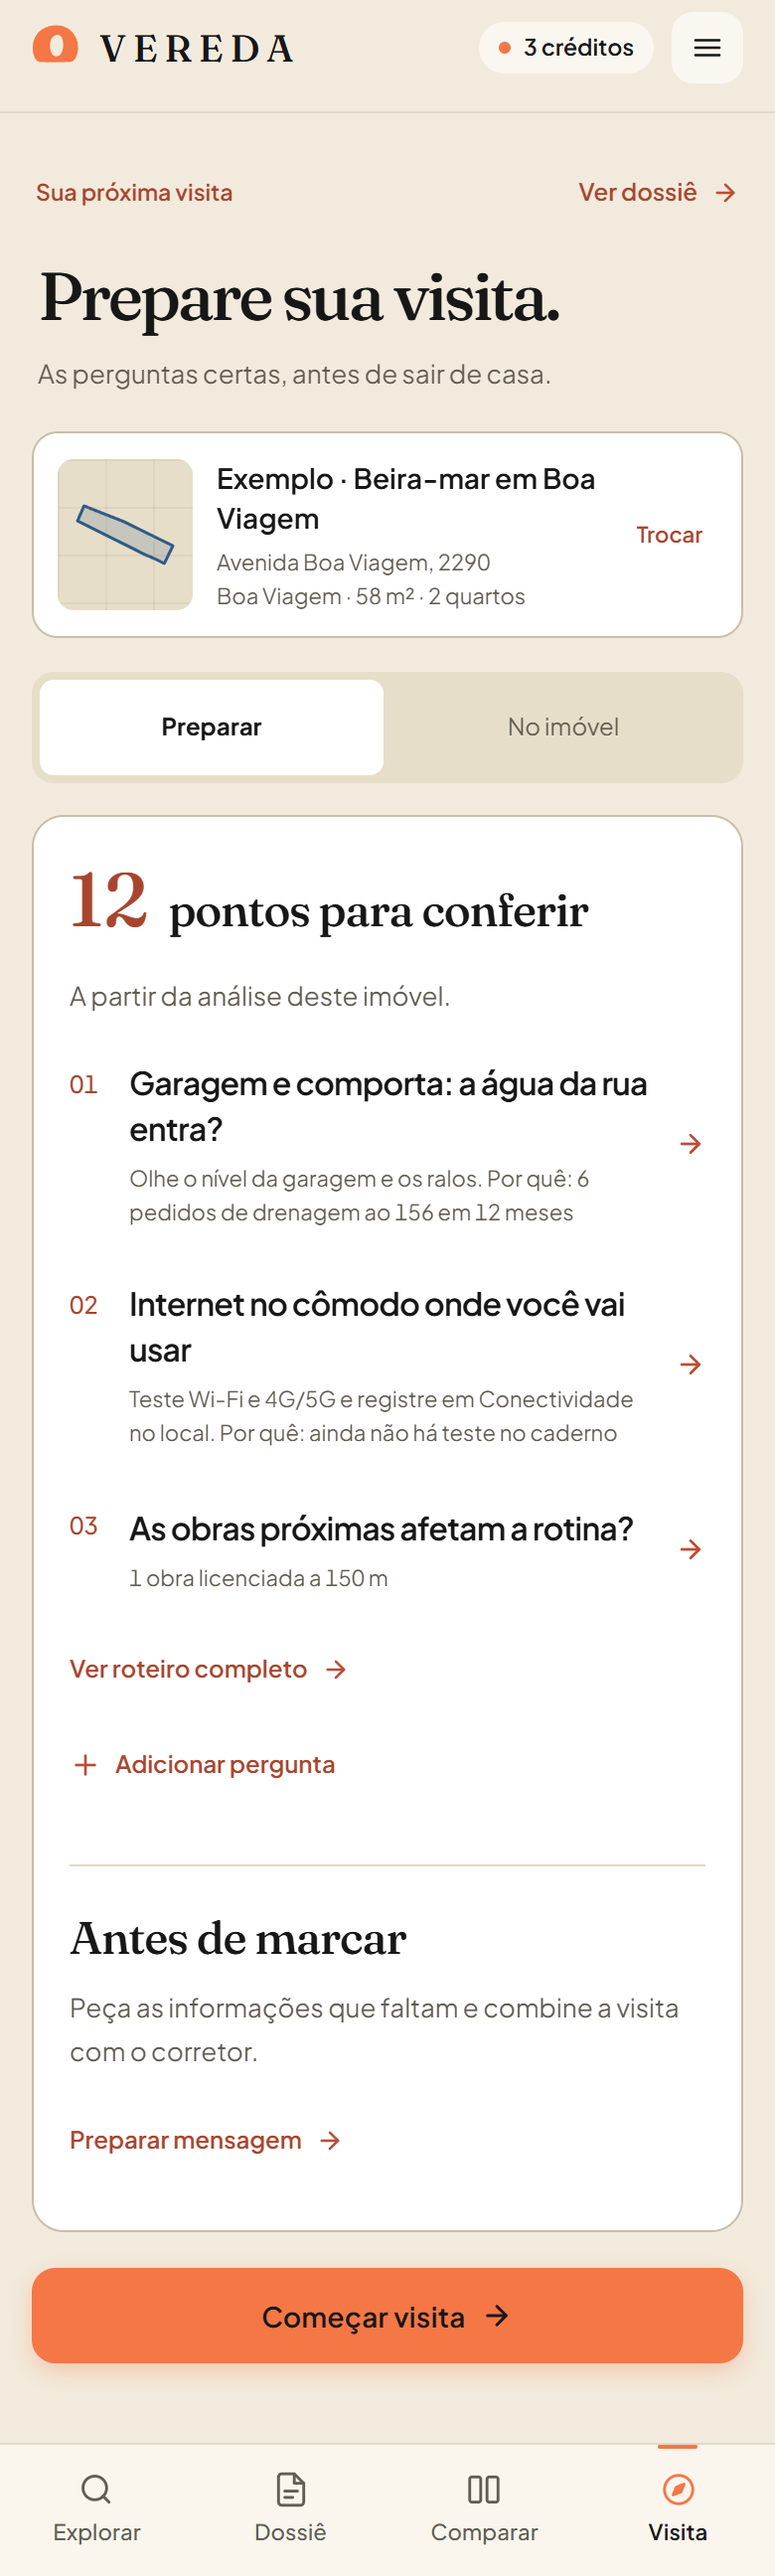 VEREDA
3 créditos
Sua próxima visita
Ver dossiê
Prepare sua visita.
As perguntas certas, antes de sair de casa.
Exemplo · Beira-mar em Boa
Viagem
Avenida Boa Viagem, 2290
Boa Viagem · 58 m² · 2 quartos
Trocar
Preparar
No imóvel
12 pontos para conferir
A partir da análise deste imóvel.
01
Garagem e comporta: a água da rua
entra?
Olhe o nível da garagem e os ralos. Por quê: 6
pedidos de drenagem ao 156 em 12 meses
02
Internet no cômodo onde você vai
usar
Teste Wi-Fi e 4G/5G e registre em Conectividade
no local. Por quê: ainda não há teste no caderno
03
As obras próximas afetam a rotina?
1 obra licenciada a 150 m
Ver roteiro completo
Adicionar pergunta
Antes de marcar
Peça as informações que faltam e combine a visita
com o corretor.
Preparar mensagem
Começar visita
Explorar
Dossiê
Comparar
Visita